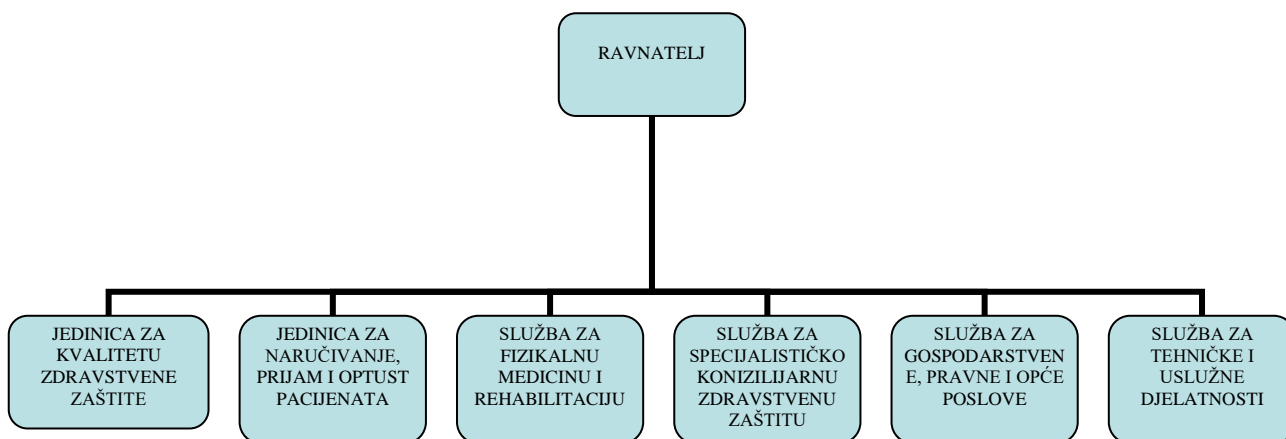 RAVNATELJ
JEDINICA ZA
KVALITETU
ZDRAVSTVENE
ZAŠTITE
JEDINICA ZA
NARUČIVANJE,
PRIJAM I OPTUST
PACIJENATA
SLUŽBA ZA
FIZIKALNU
MEDICINU I
REHABILITACIJU
SLUŽBA ZA
SPECIJALISTIČKO
KONIZILIJARNU
ZDRAVSTVENU
ZAŠTITU
SLUŽBA ZA
GOSPODARSTVEN
E, PRAVNE I OPĆE
POSLOVE
SLUŽBA ZA
TEHNIČKE I
USLUŽNE
DJELATNOSTI